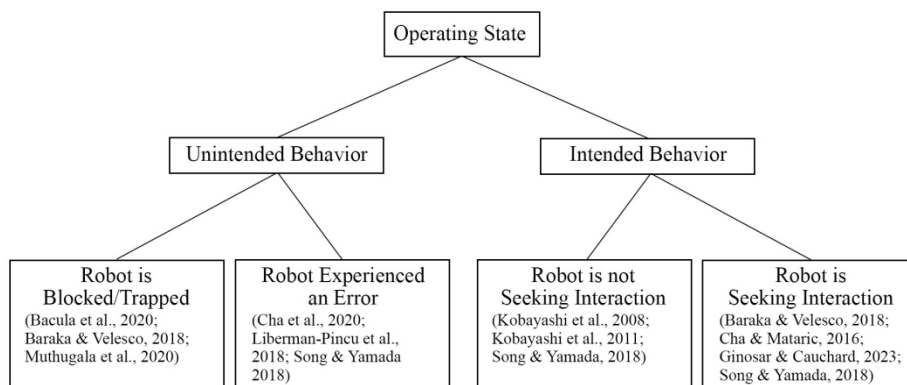 Operating State
Unintended Behavior
Intended Behavior
Robot is
Blocked/Trapped
(Bacula et al., 2020;
Baraka & Velesco, 2018;
Muthugala et al., 2020)
Robot Experienced
an Error
(Cha et al., 2020;
Liberman-Pincu et al.,
2018; Song & Yamada
2018)
Robot is not
Seeking Interaction
(Kobayashi et al., 2008;
Kobayashi et al., 2011;
Song & Yamada, 2018)
Robot is
Seeking Interaction
(Baraka & Velesco, 2018;
Cha & Mataric, 2016;
Ginosar & Cauchard, 2023;
Song & Yamada, 2018)